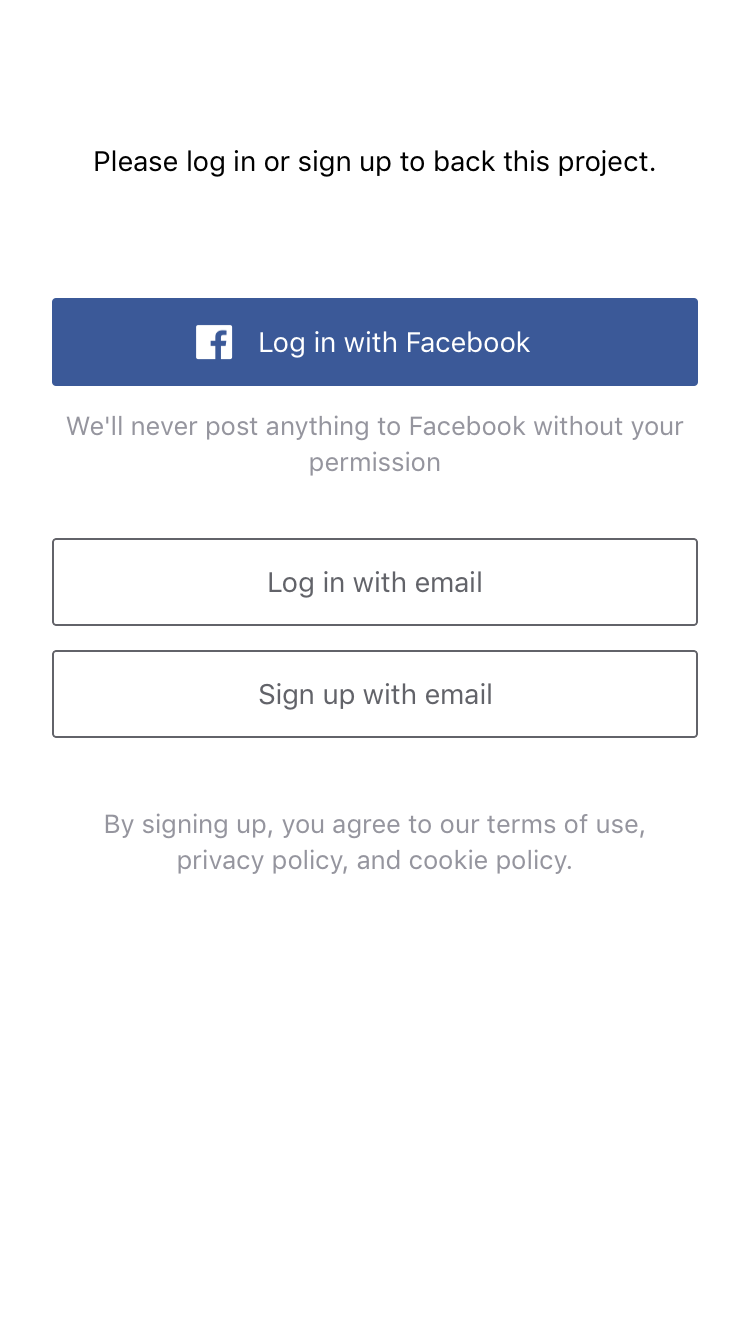 Please log in or sign up to back this project.
Log in with Facebook
We'll never post anything to Facebook without your
permission
Log in with email
Sign up with email
By signing up, you agree to our terms of use,
privacy policy, and cookie policy.